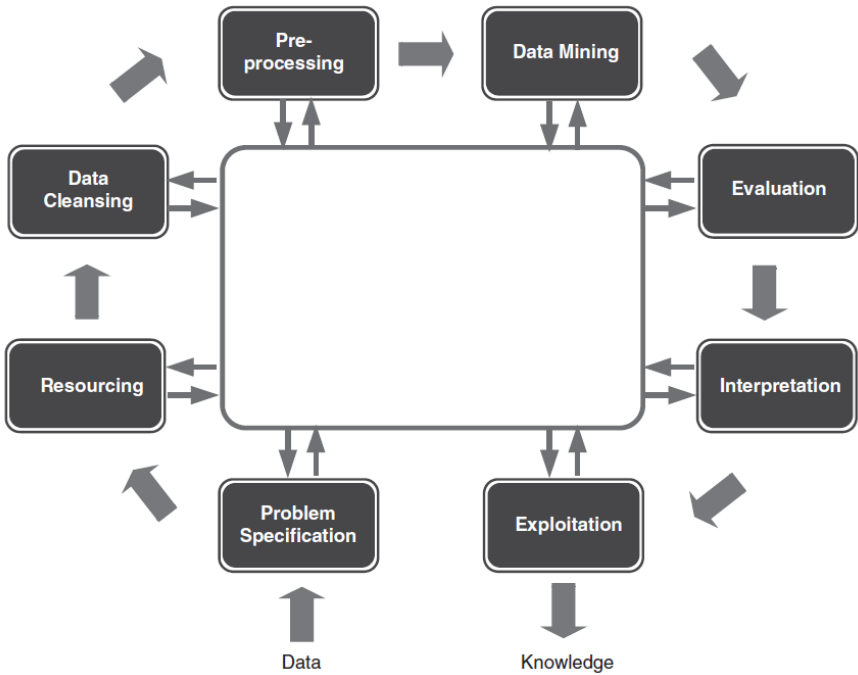 Pre-
processing
Data Mining
Data
Cleansing
Evaluation
Resourcing
Interpretation
Problem
Specification
Exploitation
Data
Knowledge